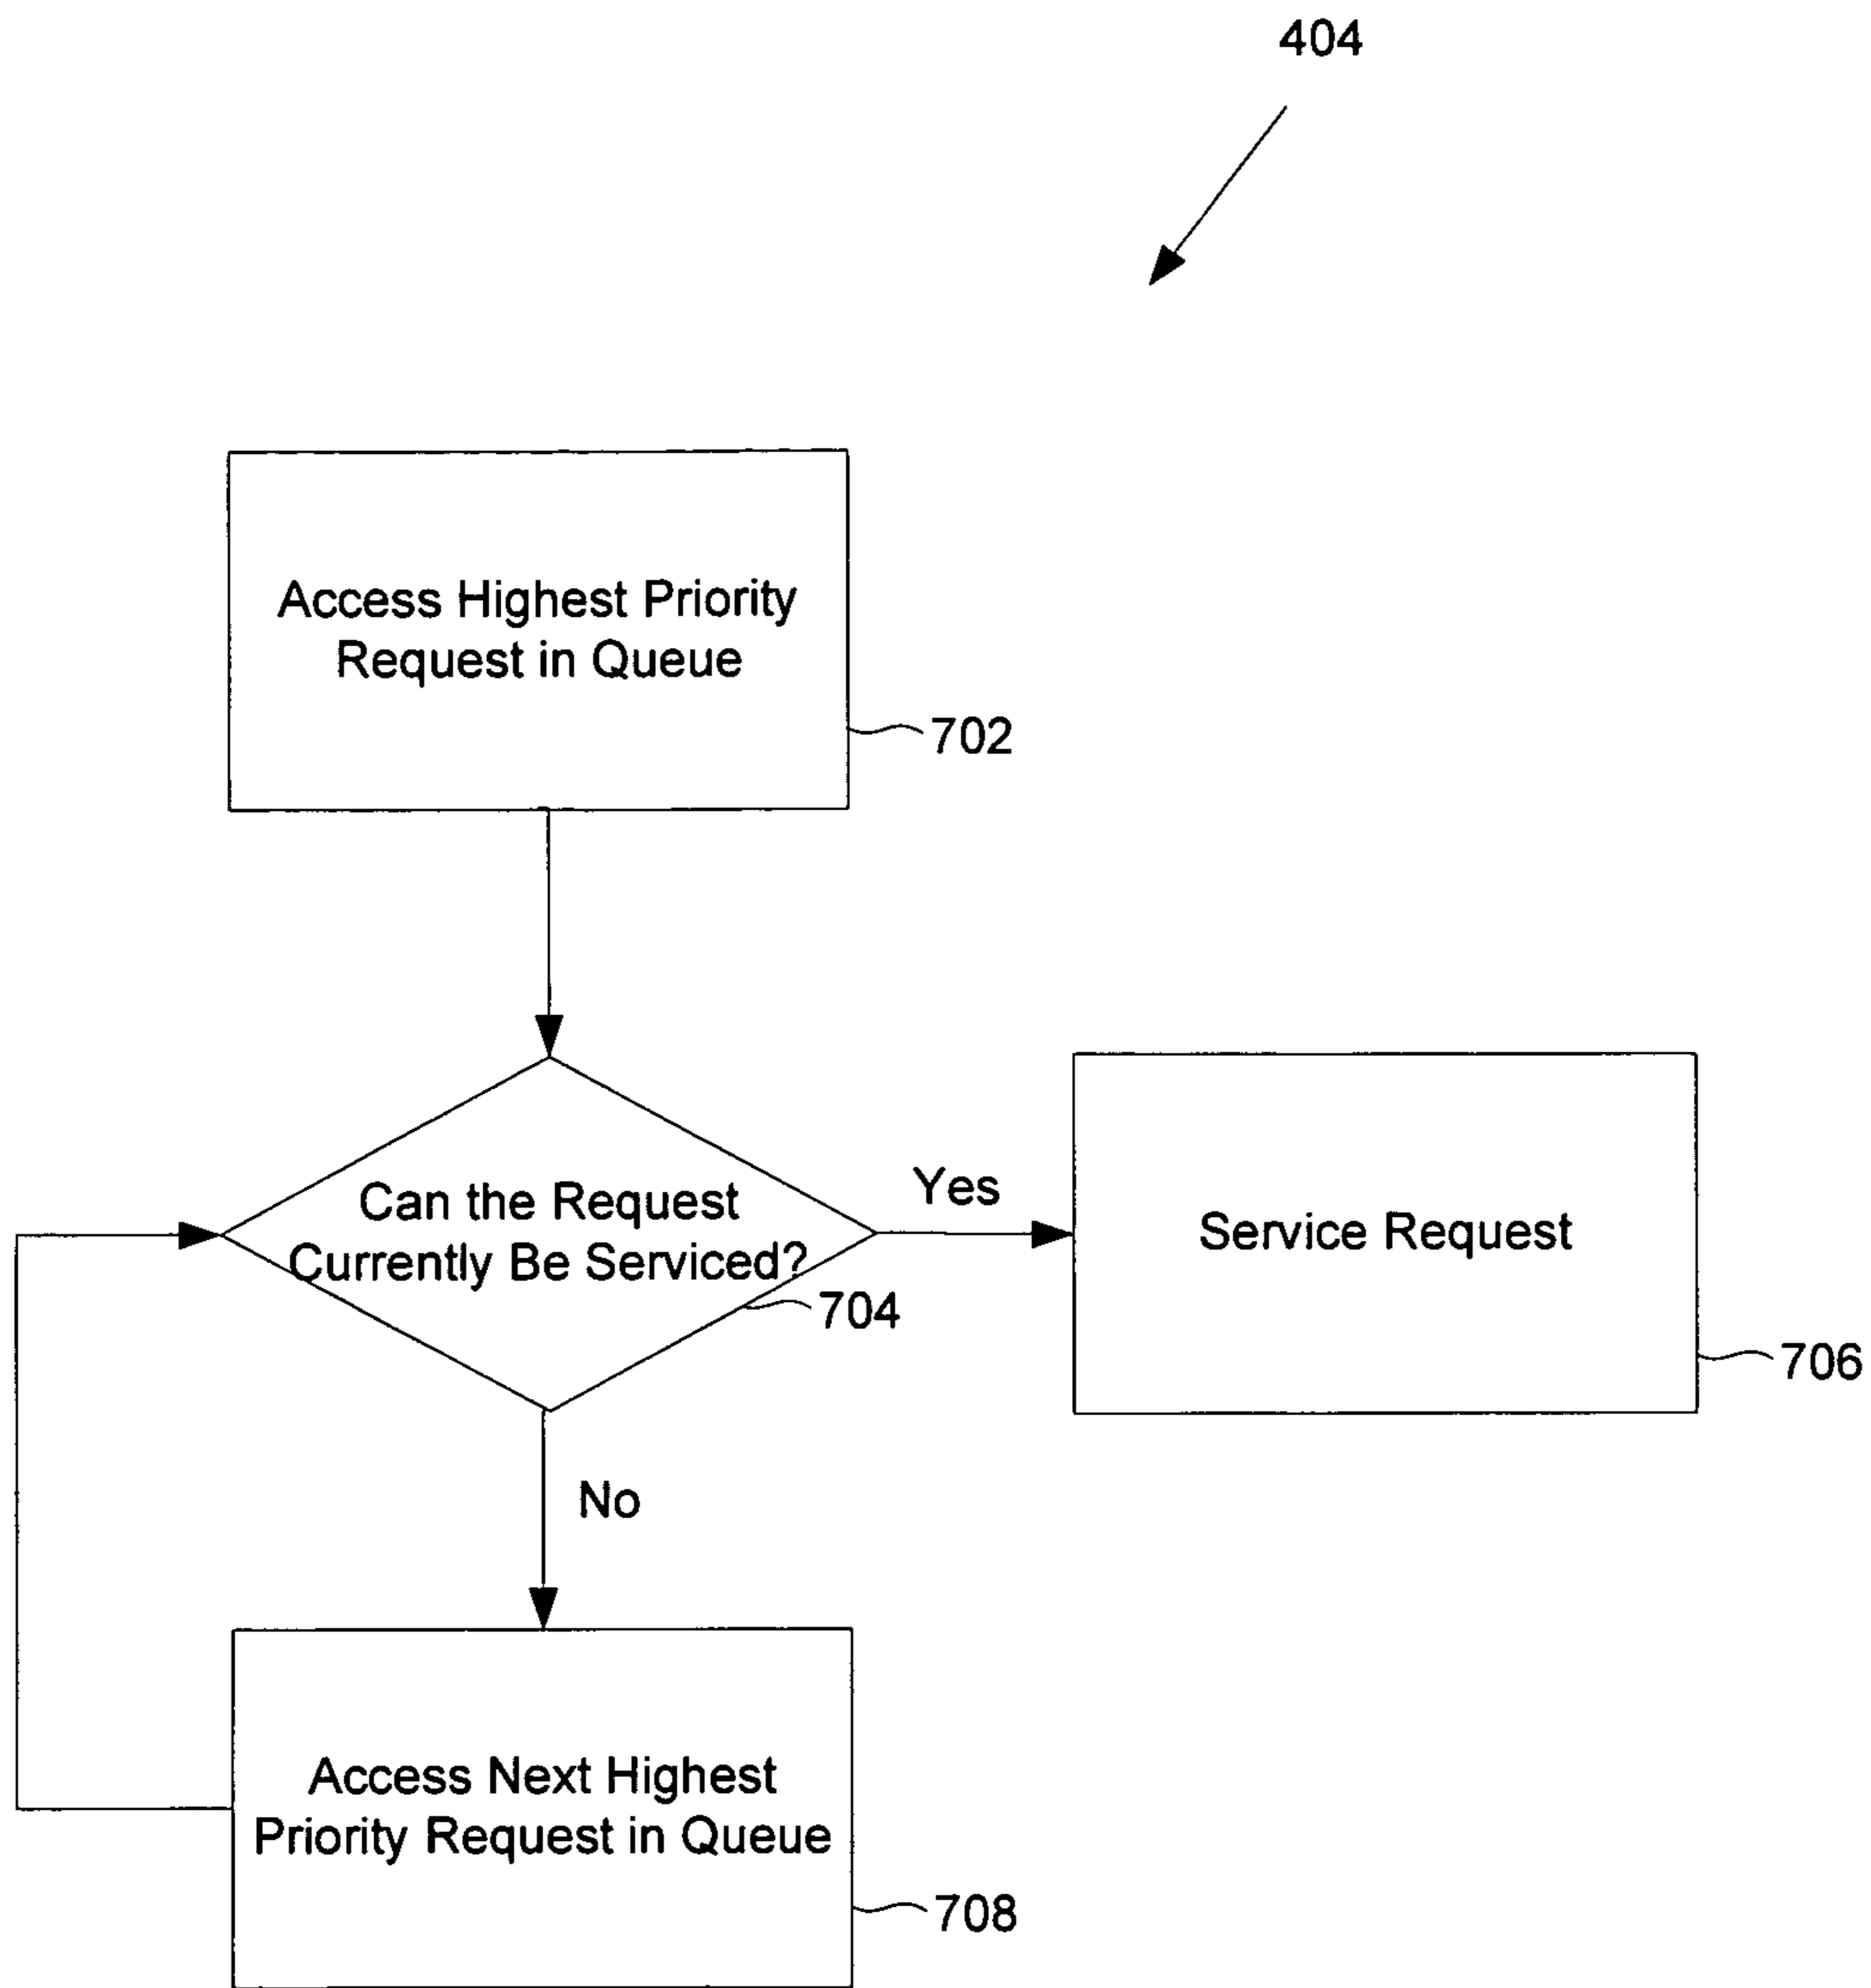 404
Access Highest Priority
Request in Queue
702
Can the Request
Currently Be Serviced?
704
Yes
Service Request
706
No
Access Next Highest
Priority Request in Queue
708